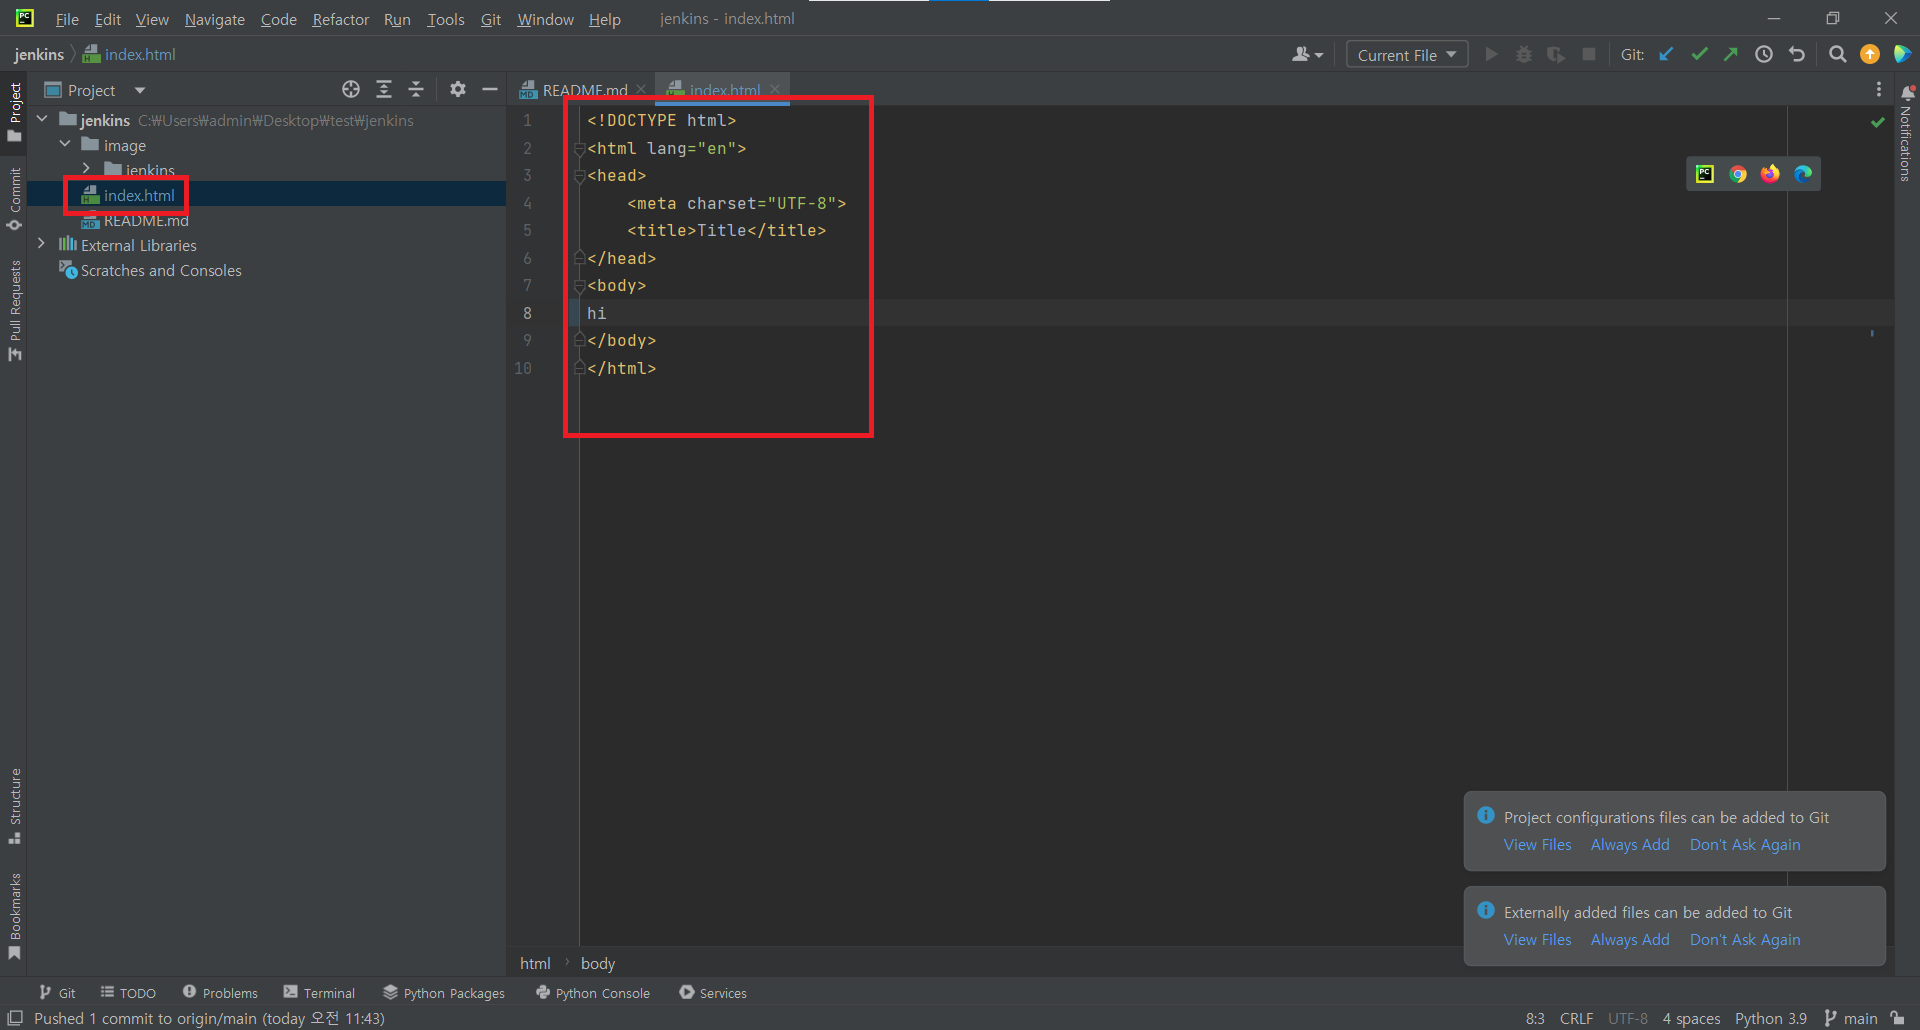 PC File Edit View Navigate Code Refactor Run Tools Git Window Help jenkins - index.html
jenkins index.html Current File Git:
Project
README.md index.html
jenkins C:₩Users₩admin₩Desktop₩test₩jenkins
image
jenkins
index.html
README.md
External Libraries
Scratches and Consoles
1 <!DOCTYPE html>
2 <html lang="en">
3 <head>
4 <meta charset="UTF-8">
5 <title>Title</title>
6 </head>
7 <body>
8 hi
9 </body>
10 </html>
Project
Commit
Pull Requests
Structure
Bookmarks
Notifications
Project configurations files can be added to Git
View Files Always Add Don't Ask Again
Externally added files can be added to Git
View Files Always Add Don't Ask Again
html body
Git TODO Problems Terminal Python Packages Python Console Services
Pushed 1 commit to origin/main (today 오전 11:43) 8:3 CRLF UTF-8 4 spaces Python 3.9 main